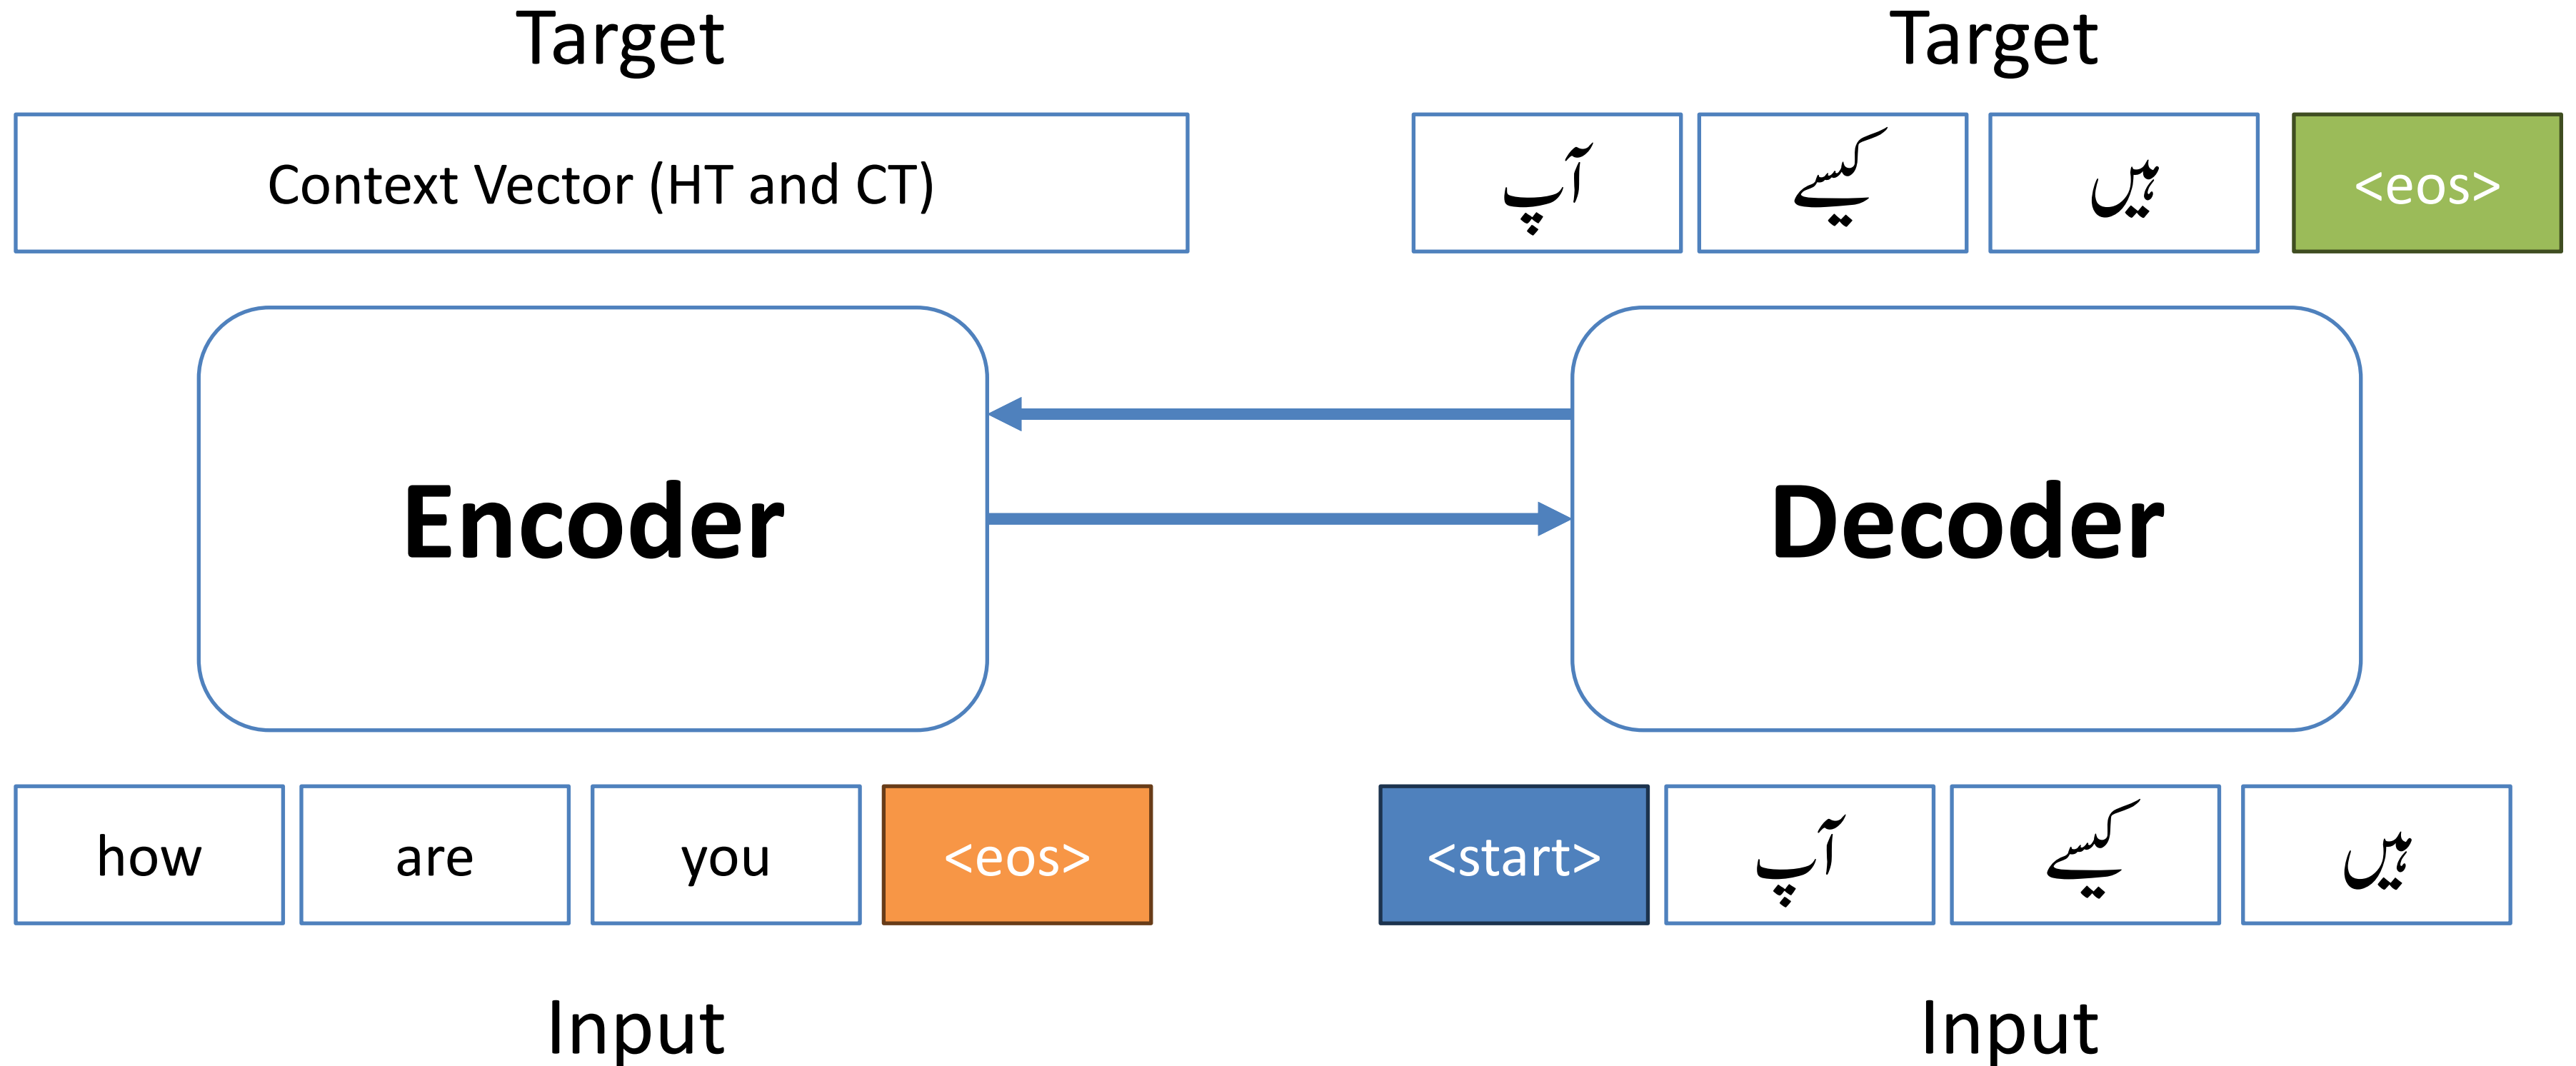 Target
Target
Context Vector (HT and CT)
آپ
کیسے
ہیں
<eos>
Encoder
Decoder
how
are
you
<eos>
<start>
آپ
کیسے
ہیں
Input
Input